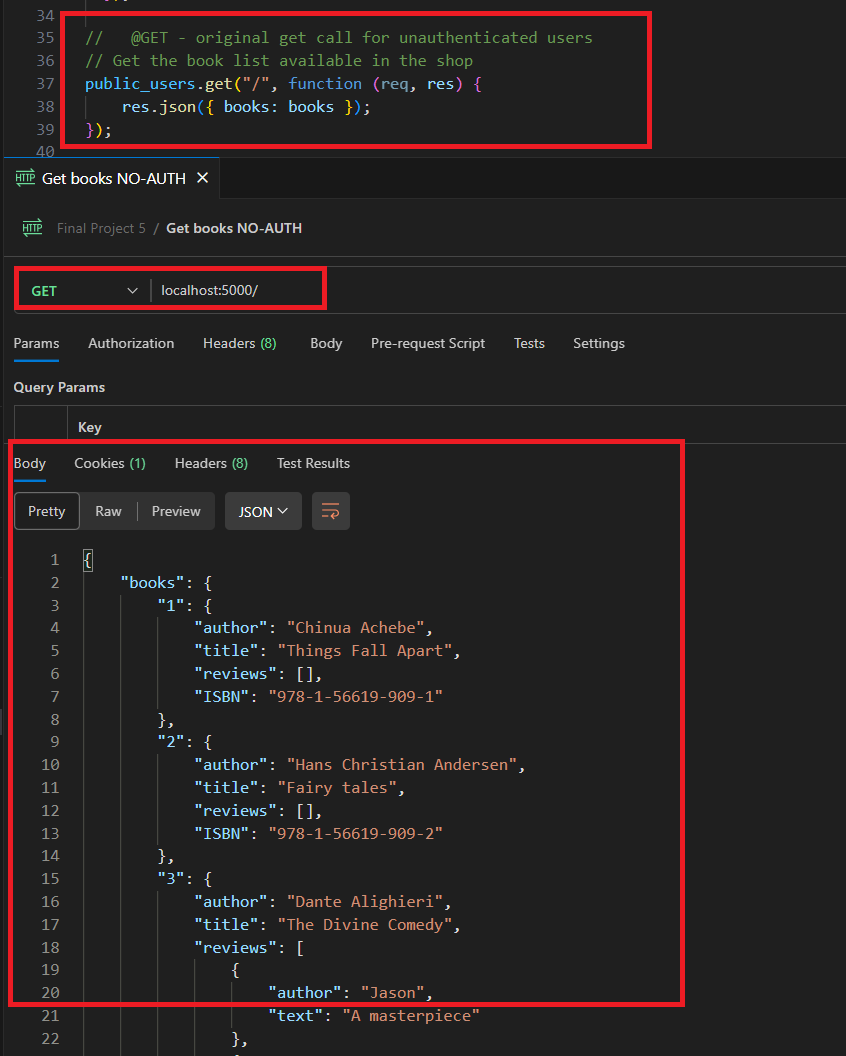 34
35 //   @GET - original get call for unauthenticated users
36 // Get the book list available in the shop
37 public_users.get("/", function (req, res) {
38     res.json({ books: books });
39 });
40
HTTP Get books NO-AUTH ×
HTTP Final Project 5 / Get books NO-AUTH
GET localhost:5000/
Params Authorization Headers (8) Body Pre-request Script Tests Settings
Query Params
Key
Body Cookies (1) Headers (8) Test Results
Pretty Raw Preview JSON
1 {
2     "books": {
3         "1": {
4             "author": "Chinua Achebe",
5             "title": "Things Fall Apart",
6             "reviews": [],
7             "ISBN": "978-1-56619-909-1"
8         },
9         "2": {
10             "author": "Hans Christian Andersen",
11             "title": "Fairy tales",
12             "reviews": [],
13             "ISBN": "978-1-56619-909-2"
14         },
15         "3": {
16             "author": "Dante Alighieri",
17             "title": "The Divine Comedy",
18             "reviews": [
19                 {
20                     "author": "Jason",
21                     "text": "A masterpiece"
22                 },